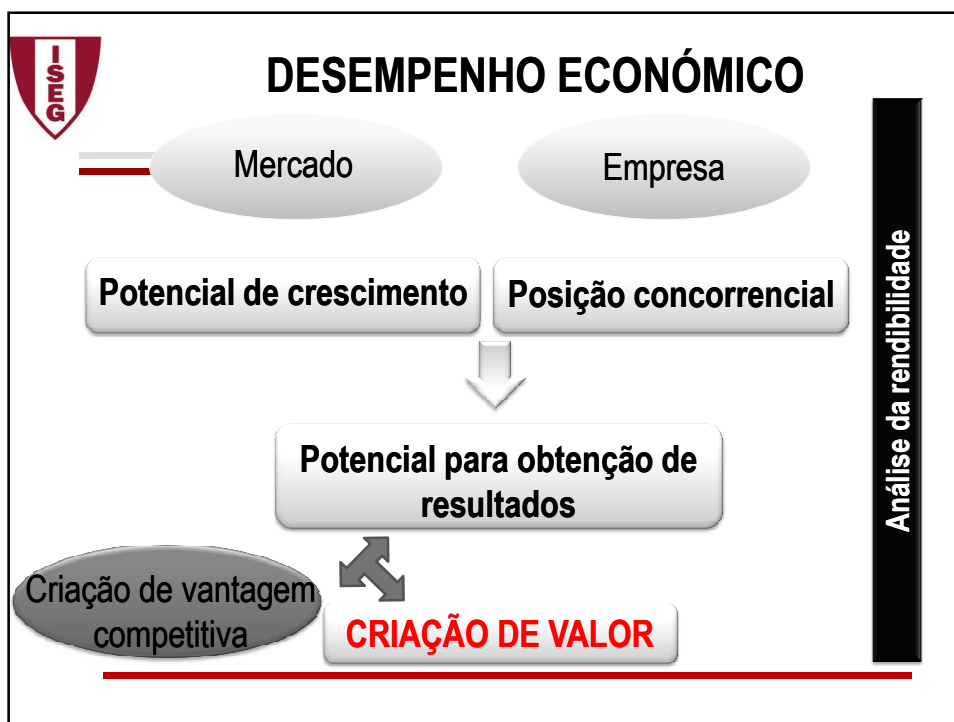 ISEG
DESEMPENHO ECONÓMICO
Mercado
Empresa
Potencial de crescimento
Posição concorrencial
Potencial para obtenção de
resultados
Criação de vantagem
competitiva
CRIAÇÃO DE VALOR
Análise da rendibilidade